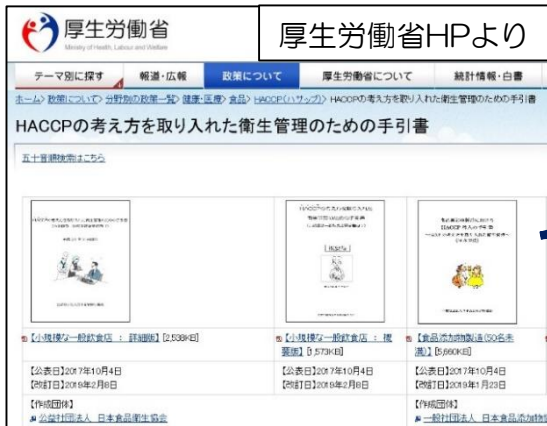 厚生労働省
Ministry of Health, Labour and Welfare
厚生労働省HPより
テーマ別に探す 報道・広報 政策について 厚生労働省について 統計情報・白書
ホーム> 政策について> 分野別の政策一覧> 健康・医療> 食品> HACCP(ハサップ)> HACCPの考え方を取り入れた衛生管理のための手引書
HACCPの考え方を取り入れた衛生管理のための手引書
五十音順検索はこちら
【小規模な一般飲食店 : 詳細版】[2,538KB]
【公表日】2017年10月4日
【改訂日】2019年2月8日
【作成団体】
公益社団法人 日本食品衛生協会
【小規模な一般飲食店 : 概要版】[1,573KB]
【公表日】2017年10月4日
【改訂日】2019年2月8日
【食品添加物製造(50名未満)】[5,660KB]
【公表日】2017年10月4日
【改訂日】2019年1月23日
【作成団体】
一般社団法人 日本食品添加物